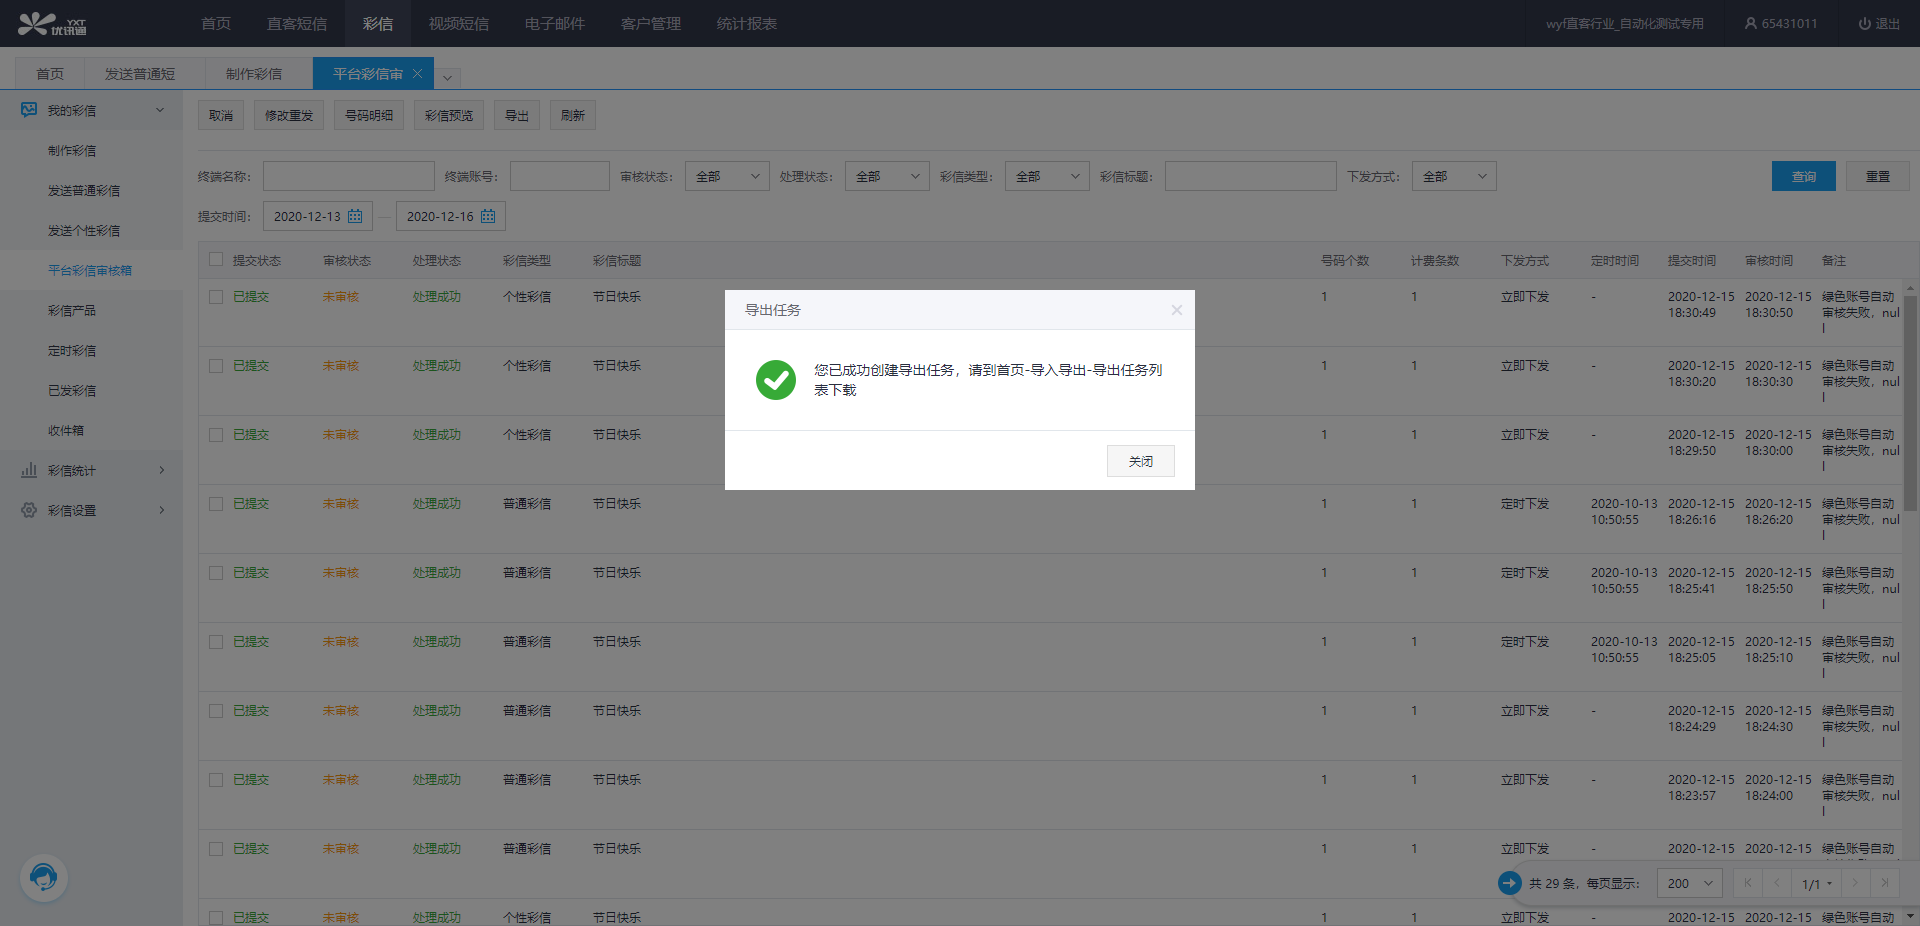 优讯通 YXT
首页 直客短信 彩信 视频短信 电子邮件 客户管理 统计报表 wyf直客行业_自动化测试专用 65431011 退出
首页 发送普通短 制作彩信 平台彩信审
我的彩信
制作彩信
发送普通彩信
发送个性彩信
平台彩信审核箱
彩信产品
定时彩信
已发彩信
收件箱
彩信统计
彩信设置
取消 修改重发 号码明细 彩信预览 导出 刷新
终端名称： 终端账号： 审核状态： 全部 处理状态： 全部 彩信类型： 全部 彩信标题： 下发方式： 全部 查询 重置
提交时间： 2020-12-13 — 2020-12-16
提交状态 审核状态 处理状态 彩信类型 彩信标题 号码个数 计费条数 下发方式 定时时间 提交时间 审核时间 备注
已提交 未审核 处理成功 个性彩信 节日快乐 1 1 立即下发 - 2020-12-15 2020-12-15 绿色账号自动
18:30:49 18:30:50 审核失败，nul
l
已提交 未审核 处理成功 个性彩信 节日快乐 1 1 立即下发 - 2020-12-15 2020-12-15 绿色账号自动
18:30:20 18:30:30 审核失败，nul
l
已提交 未审核 处理成功 个性彩信 节日快乐 1 1 立即下发 - 2020-12-15 2020-12-15 绿色账号自动
18:29:50 18:30:00 审核失败，nul
l
已提交 未审核 处理成功 普通彩信 节日快乐 1 1 定时下发 2020-10-13 2020-12-15 2020-12-15 绿色账号自动
10:50:55 18:26:16 18:26:20 审核失败，nul
l
已提交 未审核 处理成功 普通彩信 节日快乐 1 1 定时下发 2020-10-13 2020-12-15 2020-12-15 绿色账号自动
10:50:55 18:25:41 18:25:50 审核失败，nul
l
已提交 未审核 处理成功 普通彩信 节日快乐 1 1 定时下发 2020-10-13 2020-12-15 2020-12-15 绿色账号自动
10:50:55 18:25:05 18:25:10 审核失败，nul
l
已提交 未审核 处理成功 普通彩信 节日快乐 1 1 立即下发 - 2020-12-15 2020-12-15 绿色账号自动
18:24:29 18:24:30 审核失败，nul
l
已提交 未审核 处理成功 普通彩信 节日快乐 1 1 立即下发 - 2020-12-15 2020-12-15 绿色账号自动
18:23:57 18:24:00 审核失败，nul
l
已提交 未审核 处理成功 普通彩信 节日快乐 1 1 立即下发 - 2020-12-15 2020-12-15 绿色账号自动
共 29 条，每页显示： 200 1/1
已提交 未审核 处理成功 个性彩信 节日快乐 1 1 立即下发 - 2020-12-15 2020-12-15 绿色账号自动
导出任务
您已成功创建导出任务，请到首页-导入导出-导出任务列
表下载
关闭